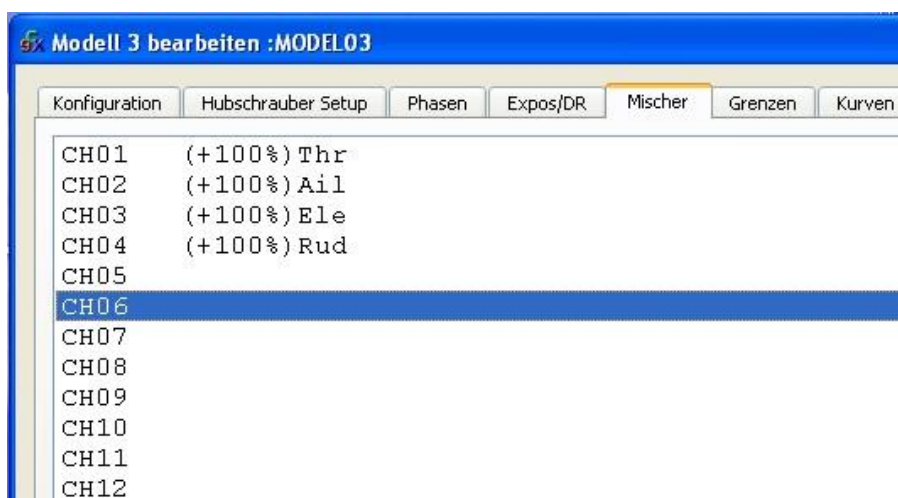 Modell 3 bearbeiten :MODEL03
Konfiguration Hubschrauber Setup Phasen Expos/DR Mischer Grenzen Kurven
CH01 (+100%)Thr
CH02 (+100%)Ail
CH03 (+100%)Ele
CH04 (+100%)Rud
CH05
CH06
CH07
CH08
CH09
CH10
CH11
CH12